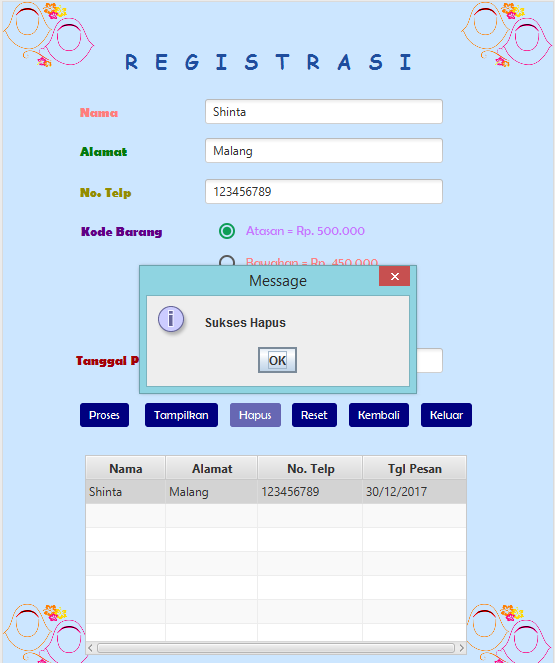 REGISTRASI
Nama
Shinta
Alamat
Malang
No. Telp
123456789
Kode Barang
Atasan = Rp. 500.000
Bawahan = Rp. 450.000
Message
Sukses Hapus
OK
Tanggal P
Proses Tampilkan Hapus Reset Kembali Keluar
Nama Alamat No. Telp Tgl Pesan
Shinta Malang 123456789 30/12/2017